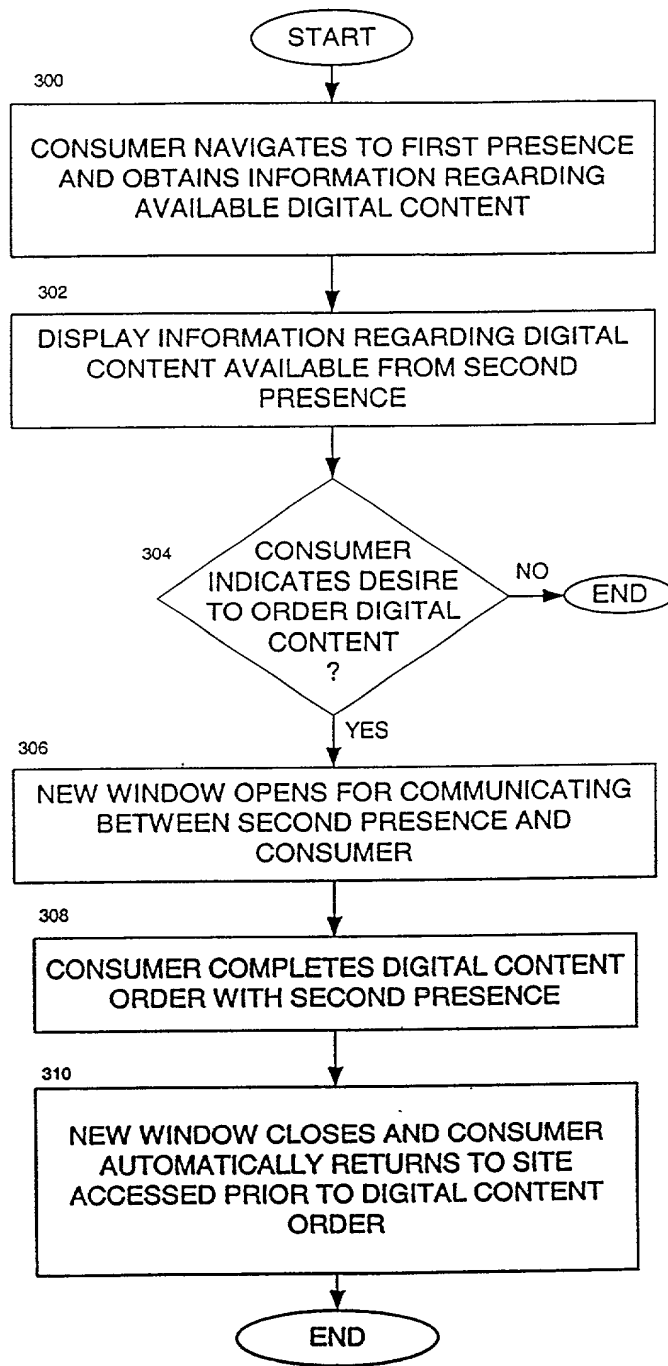 START
300
CONSUMER NAVIGATES TO FIRST PRESENCE
AND OBTAINS INFORMATION REGARDING
AVAILABLE DIGITAL CONTENT
302
DISPLAY INFORMATION REGARDING DIGITAL
CONTENT AVAILABLE FROM SECOND
PRESENCE
304
CONSUMER
INDICATES DESIRE
TO ORDER DIGITAL
CONTENT
?
NO
END
YES
306
NEW WINDOW OPENS FOR COMMUNICATING
BETWEEN SECOND PRESENCE AND
CONSUMER
308
CONSUMER COMPLETES DIGITAL CONTENT
ORDER WITH SECOND PRESENCE
310
NEW WINDOW CLOSES AND CONSUMER
AUTOMATICALLY RETURNS TO SITE
ACCESSED PRIOR TO DIGITAL CONTENT
ORDER
END